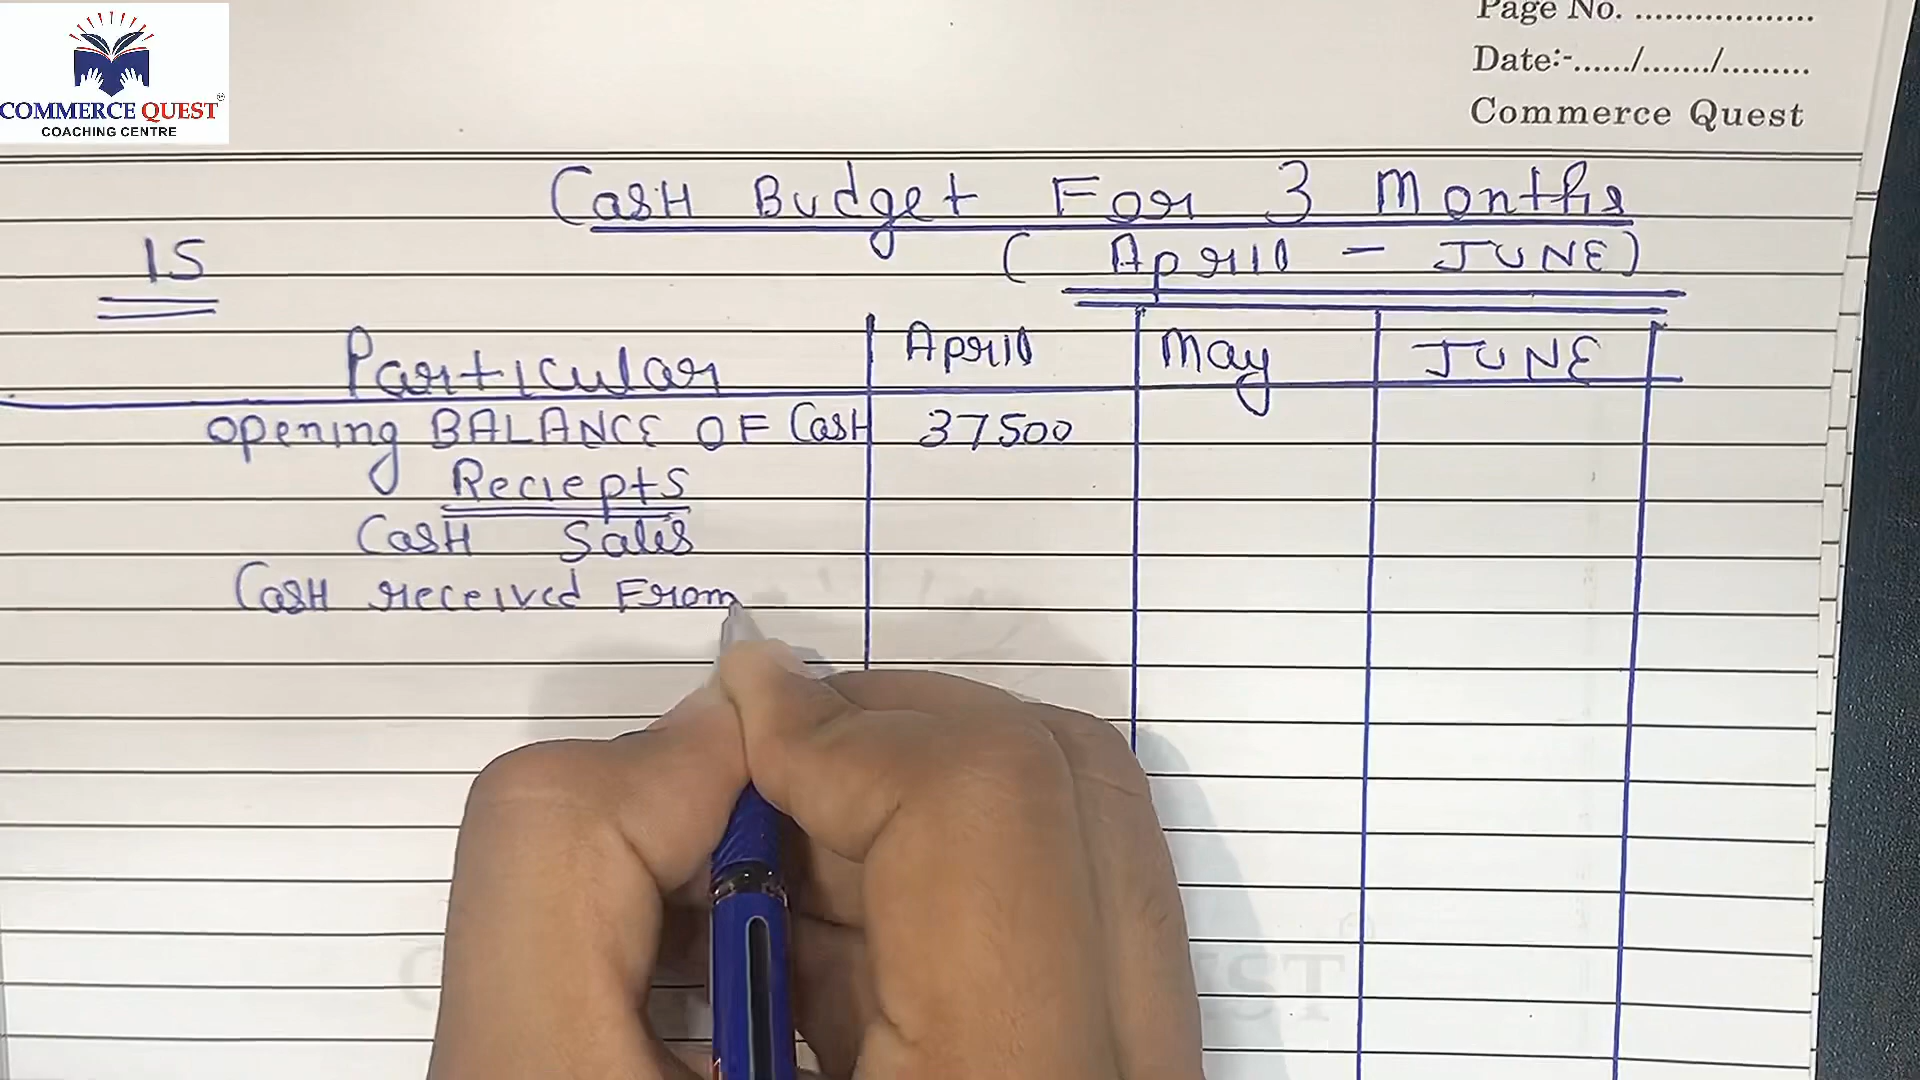 COMMERCE QUEST
COACHING CENTRE
Page No. ..................
Date:-....../......./.........
Commerce Quest
Cash Budget For 3 Months
(April - JUNE)
15
Particular April May JUNE
opening BALANCE OF Cash 37500
Reciepts
Cash Sales
Cash received From